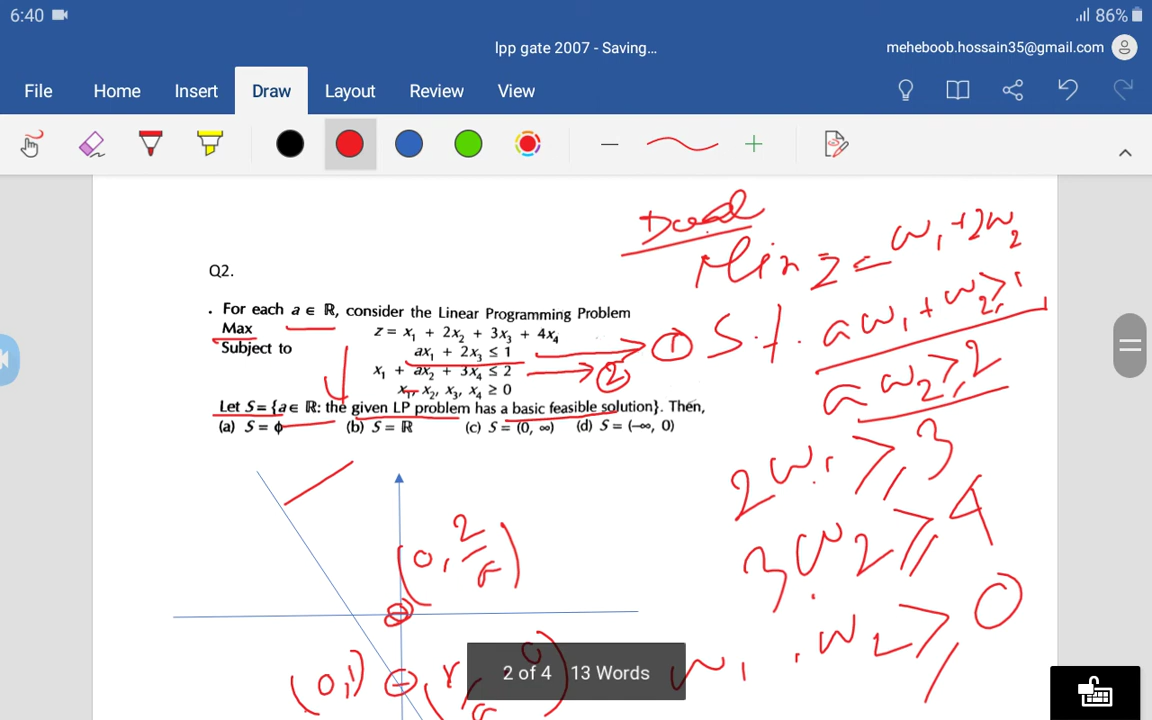 6:40 86%
lpp gate 2007 - Saving... meheboob.hossain35@gmail.com
File Home Insert Draw Layout Review View
Dual
Min z = w₁ + 2w₂
Q2.
. For each a ∈ ℝ, consider the Linear Programming Problem
Max z = x₁ + 2x₂ + 3x₃ + 4x₄
Subject to ax₁ + 2x₃ ≤ 1
x₁ + ax₂ + 3x₄ ≤ 2
x₁, x₂, x₃, x₄ ≥ 0
Let S= {a∈ ℝ: the given LP problem has a basic feasible solution}. Then,
(a) S = ϕ (b) S = ℝ (c) S = (0, ∞) (d) S = (-∞, 0)
① S.t. aw₁ + w₂ ≥ 1
②
aw₂ ≥ 2
2w₁ ≥ 3
3w₂ ≥ 4
w₁, w₂ ≥ 0
(0, 2/a)
(0,1)
2 of 4 13 Words